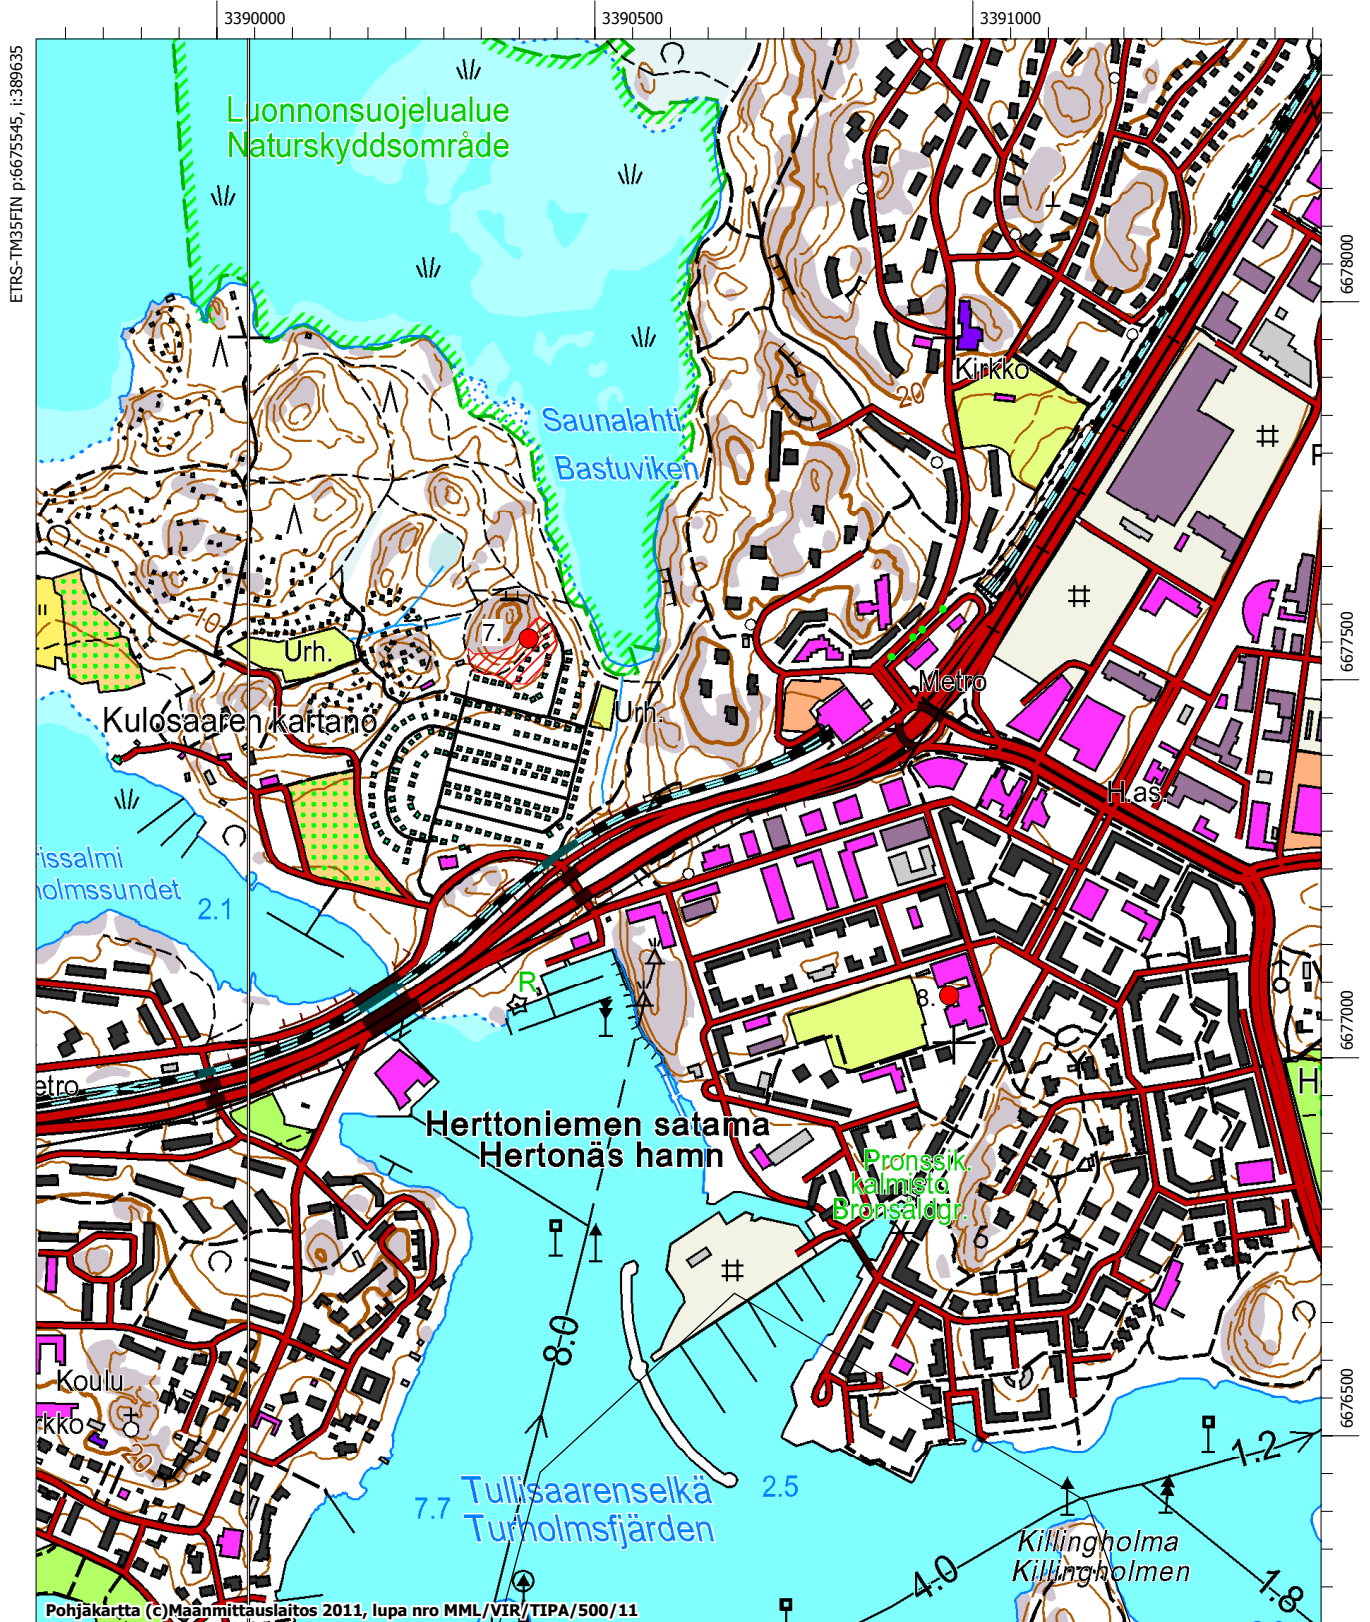 3390000
3390500
3391000
ETRS-TM35FIN p:6675545, i:389635
Luonnonsuojelualue
Naturskyddsområde
6678000
Kirkko
20
Saunalahti
Bastuviken
10
7.
6677500
Urh.
Metro
Urh.
Kulosaaren kartano
H.as.
rissalmi
holmssundet
2.1
R
8.
6677000
etro
H
Herttoniemen satama
Hertonäs hamn
Pronssik.
kalmisto
Bronsåldgr.
8.0
Koulu
rkko
20
6676500
1.2
Tullisaarenselkä
7.7
2.5
Turholmsfjärden
Killingholma
Killingholmen
4.0
1.8
Pohjakartta (c)Maanmittauslaitos 2011, lupa nro MML/VIR/TIPA/500/11